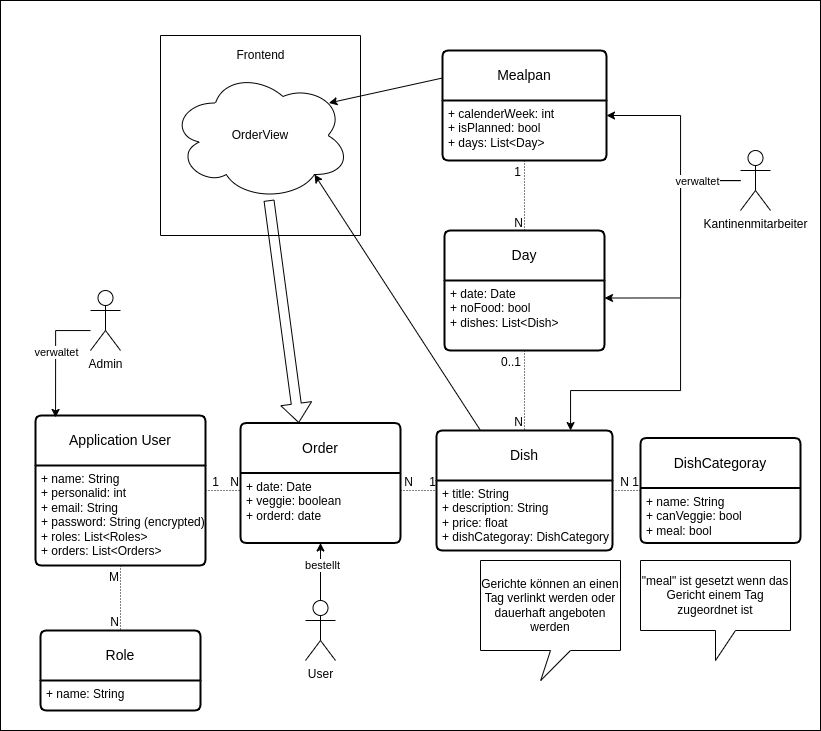 Frontend
OrderView
Mealpan
+ calenderWeek: int
+ isPlanned: bool
+ days: List<Day>
1
N
verwaltet
Kantinenmitarbeiter
Day
+ date: Date
+ noFood: bool
+ dishes: List<Dish>
0..1
N
Admin
verwaltet
Application User
+ name: String
+ personalid: int
+ email: String
+ password: String (encrypted)
+ roles: List<Roles>
+ orders: List<Orders>
1 N
Order
+ date: Date
+ veggie: boolean
+ orderd: date
N 1
Dish
+ title: String
+ description: String
+ price: float
+ dishCategoray: DishCategory
N 1
DishCategoray
+ name: String
+ canVeggie: bool
+ meal: bool
M
N
Role
+ name: String
bestellt
User
Gerichte können an einen
Tag verlinkt werden oder
dauerhaft angeboten
werden
"meal" ist gesetzt wenn das
Gericht einem Tag
zugeordnet ist